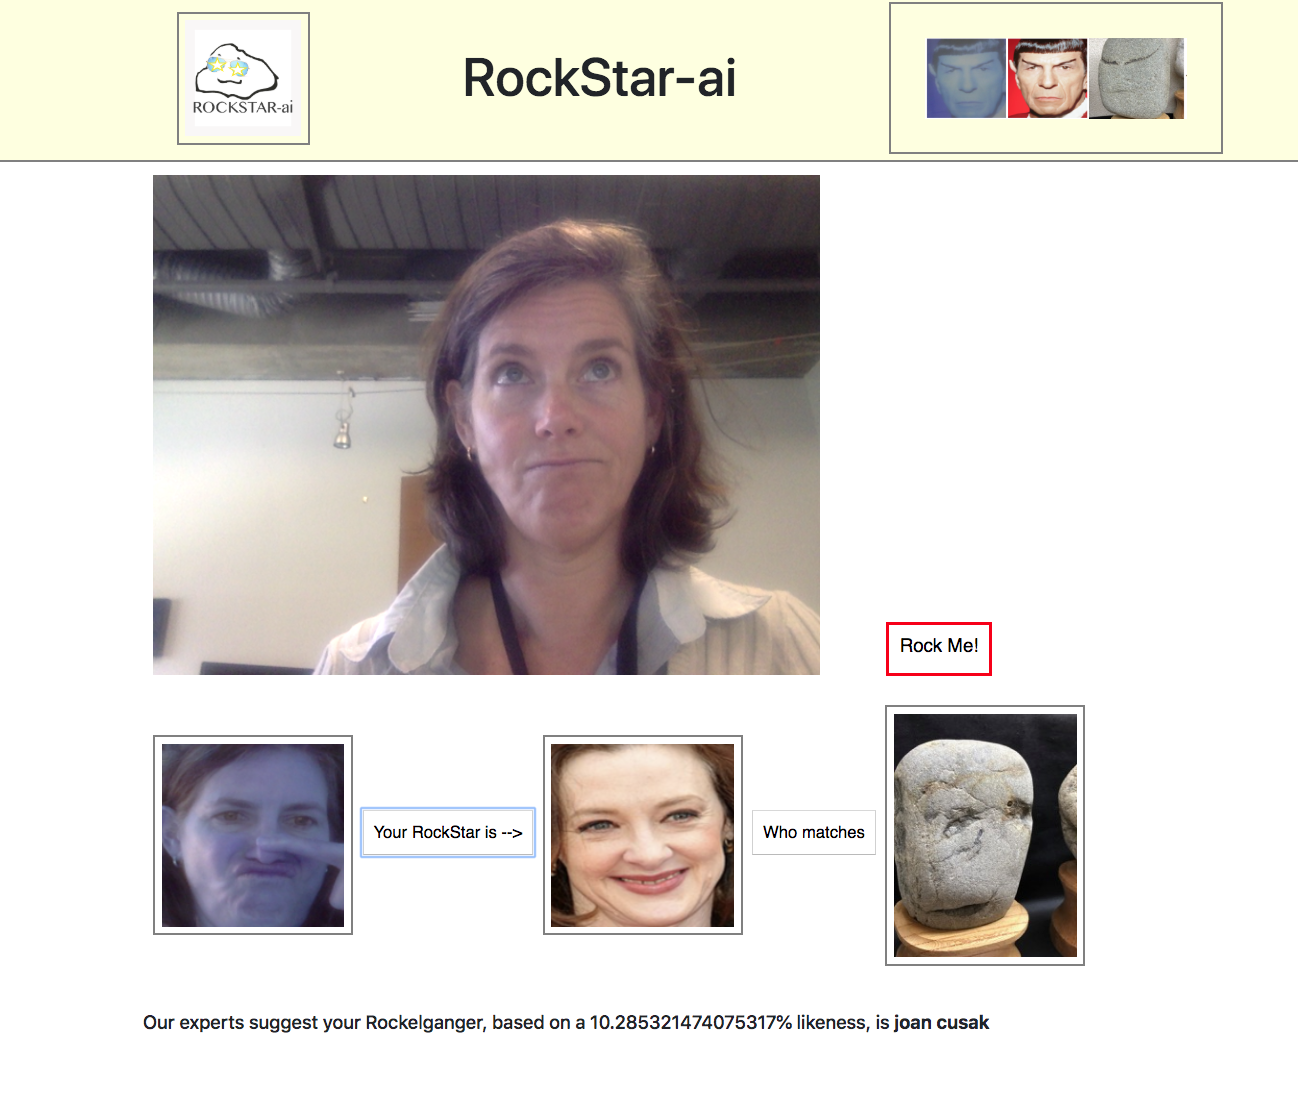 ROCKSTAR-ai
RockStar-ai
Rock Me!
Your RockStar is -->
Who matches
Our experts suggest your Rockelganger, based on a 10.285321474075317% likeness, is joan cusak